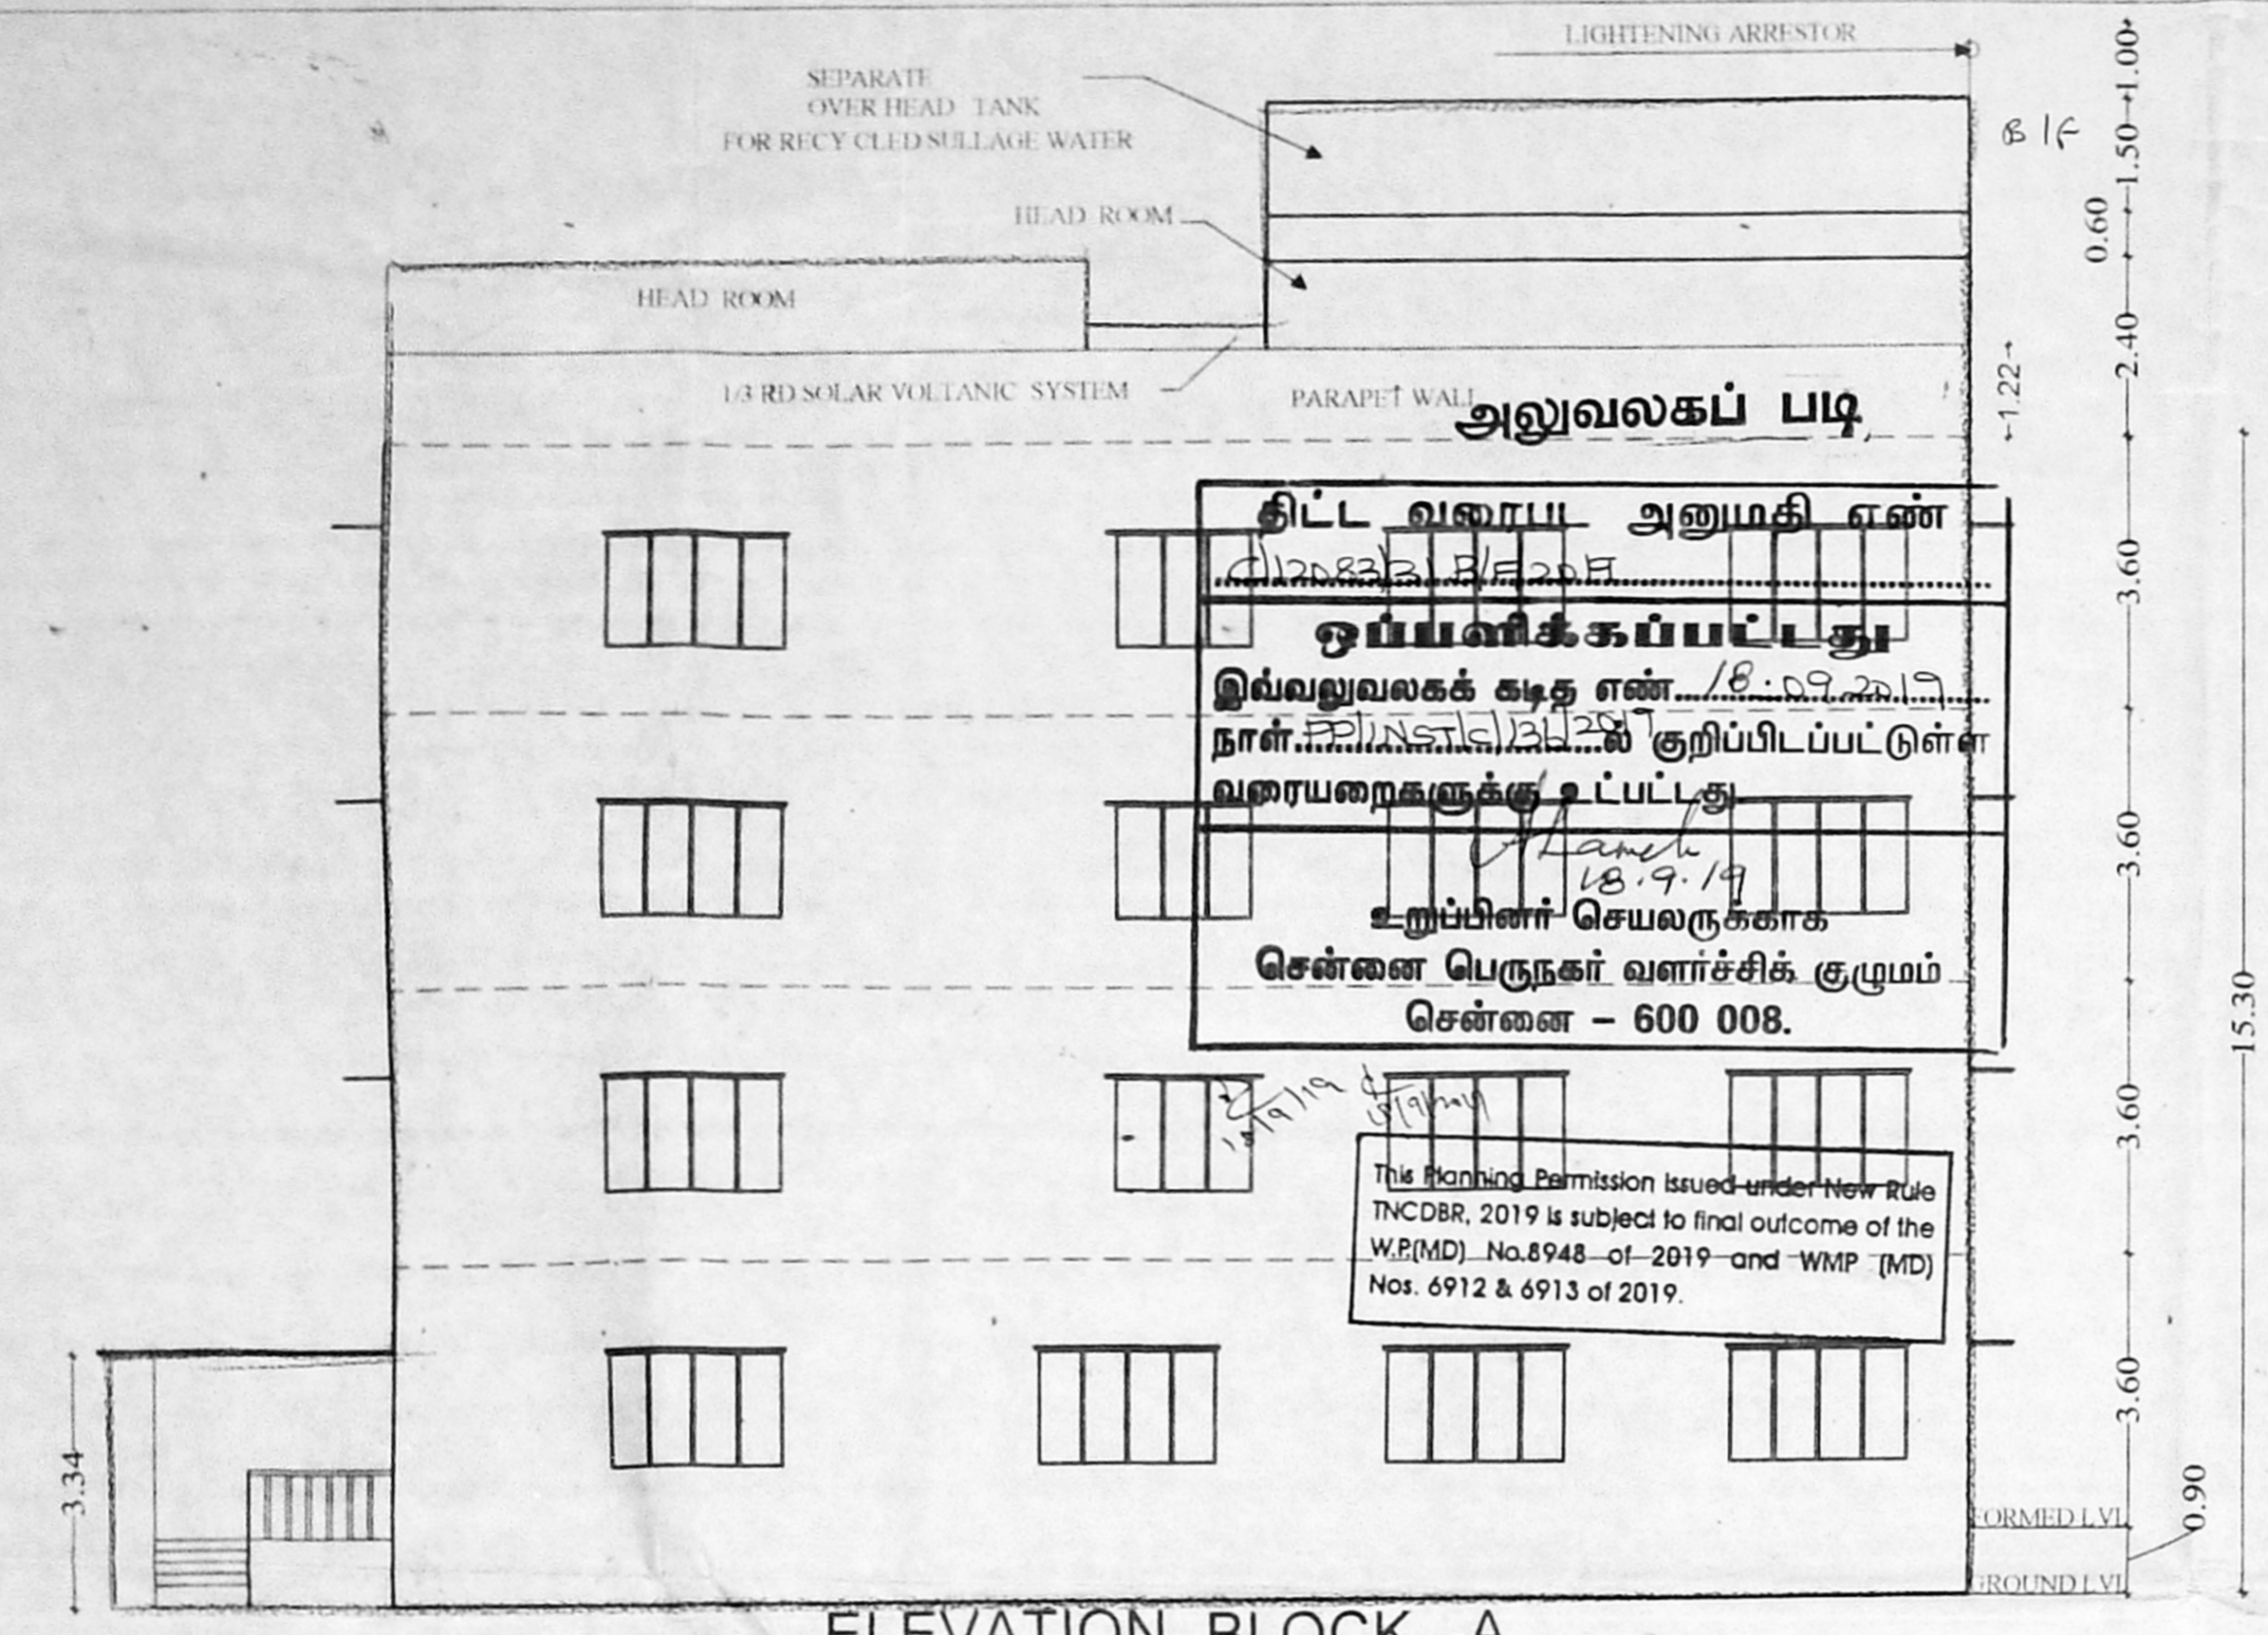 LIGHTENING ARRESTOR
1.00
SEPARATE
OVER HEAD TANK
FOR RECY CLED SULLAGE WATER
B/F
1.50
HEAD ROOM
0.60
HEAD ROOM
2.40
1/3 RD SOLAR VOLTANIC SYSTEM
PARAPET WALL
1.22
அலுவலகப் படி
திட்ட வரைபட அனுமதி எண்
3.60
ஒப்பளிக்கப்பட்டது
இவ்வலுவலகக் கடித எண் 18.09.2019
நாள் PP/INST/C/ ல் குறிப்பிடப்பட்டுள்ள
வரையறைகளுக்கு உட்பட்டது
3.60
18.9.19
உறுப்பினர் செயலருக்காக
சென்னை பெருநகர் வளர்ச்சிக் குழுமம்
சென்னை – 600 008.
15.30
3.60
This Planning Permission issued under New Rule
TNCDBR, 2019 is subject to final outcome of the
W.P.(MD) No.8948 of 2019 and WMP (MD)
Nos. 6912 & 6913 of 2019.
3.60
3.34
0.90
FORMED LVL
GROUND LVL
ELEVATION BLOCK A